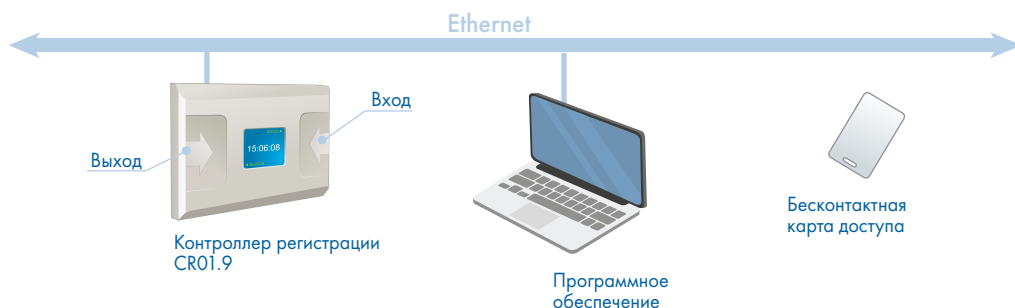 Ethernet
Вход
15:06:08
Выход
Бесконтактная
карта доступа
Контроллер регистрации
CR01.9
Программное
обеспечение